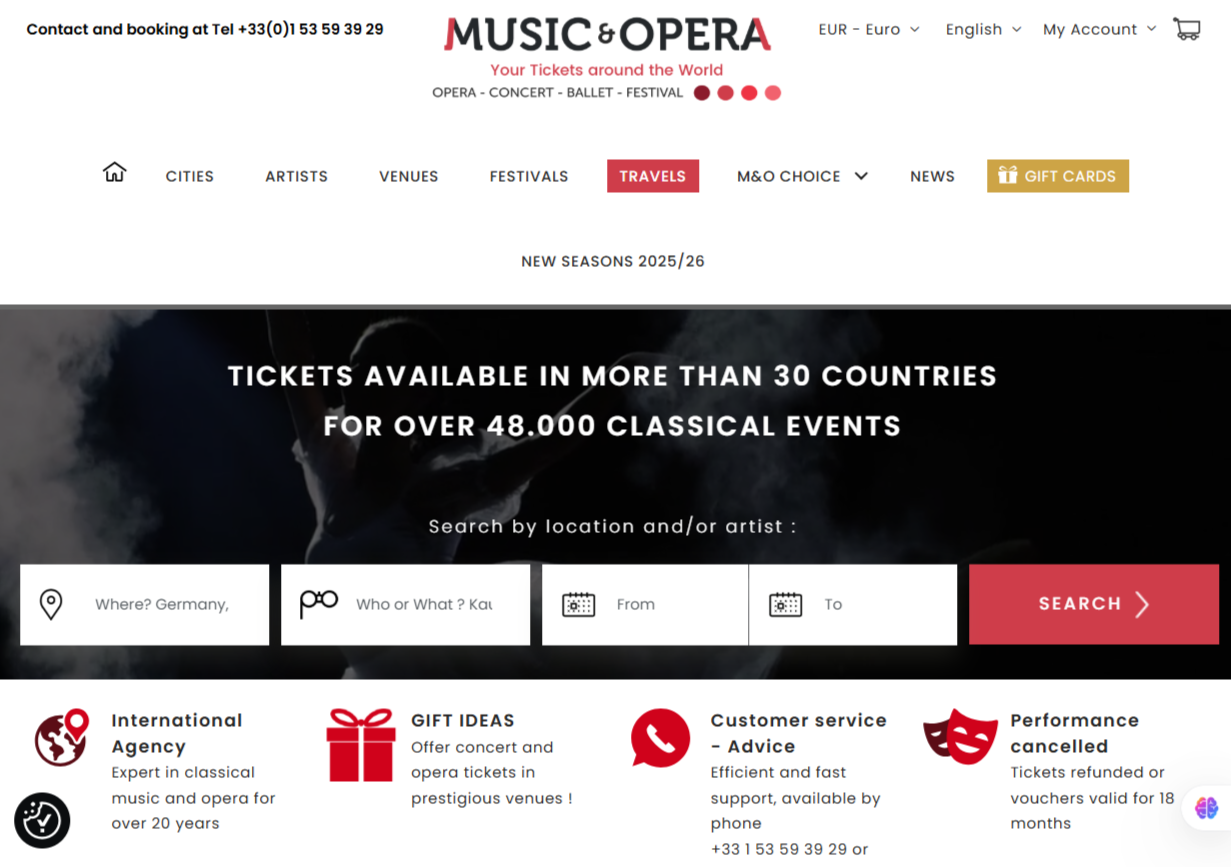 Contact and booking at Tel +33(0)1 53 59 39 29
MUSIC & OPERA
Your Tickets around the World
OPERA - CONCERT - BALLET - FESTIVAL
EUR - Euro
English
My Account
CITIES
ARTISTS
VENUES
FESTIVALS
TRAVELS
M&O CHOICE
NEWS
GIFT CARDS
NEW SEASONS 2025/26
TICKETS AVAILABLE IN MORE THAN 30 COUNTRIES
FOR OVER 48.000 CLASSICAL EVENTS
Search by location and/or artist :
Where? Germany,
Who or What ? Kau
From
To
SEARCH
International
Agency
Expert in classical
music and opera for
over 20 years
GIFT IDEAS
Offer concert and
opera tickets in
prestigious venues !
Customer service
- Advice
Efficient and fast
support, available by
phone
+33 1 53 59 39 29 or
Performance
cancelled
Tickets refunded or
vouchers valid for 18
months